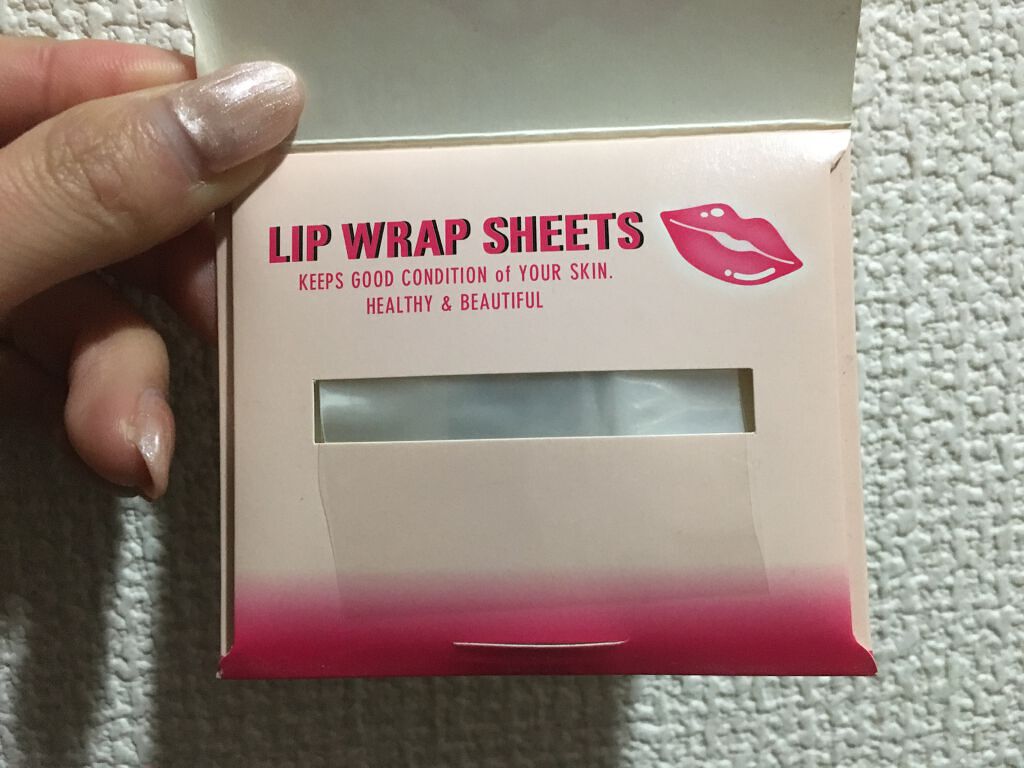 LIP WRAP SHEETS
KEEPS GOOD CONDITION of YOUR SKIN.
HEALTHY & BEAUTIFUL